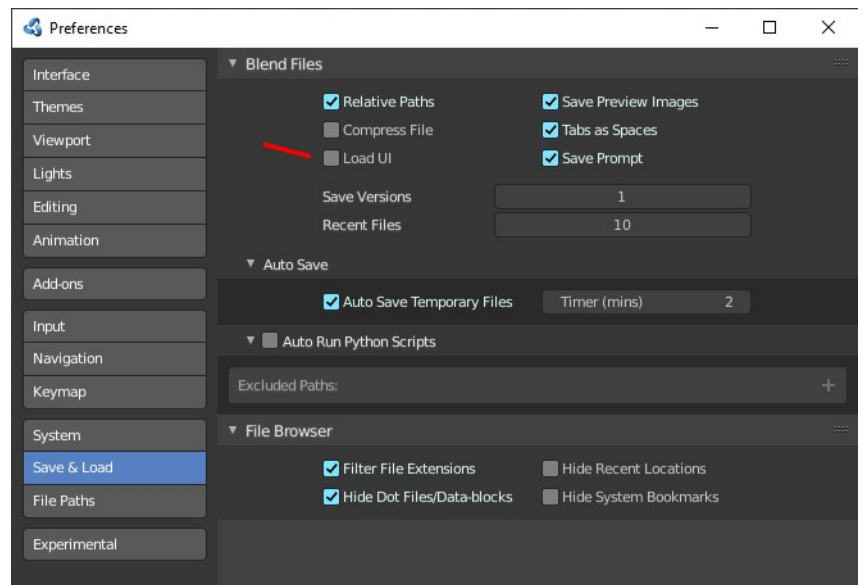 Preferences
Interface
Themes
Viewport
Lights
Editing
Animation
Add-ons
Input
Navigation
Keymap
System
Save & Load
File Paths
Experimental
Blend Files
Relative Paths
Save Preview Images
Compress File
Tabs as Spaces
Load UI
Save Prompt
Save Versions 1
Recent Files 10
Auto Save
Auto Save Temporary Files
Timer (mins) 2
Auto Run Python Scripts
Excluded Paths:
File Browser
Filter File Extensions
Hide Recent Locations
Hide Dot Files/Data-blocks
Hide System Bookmarks